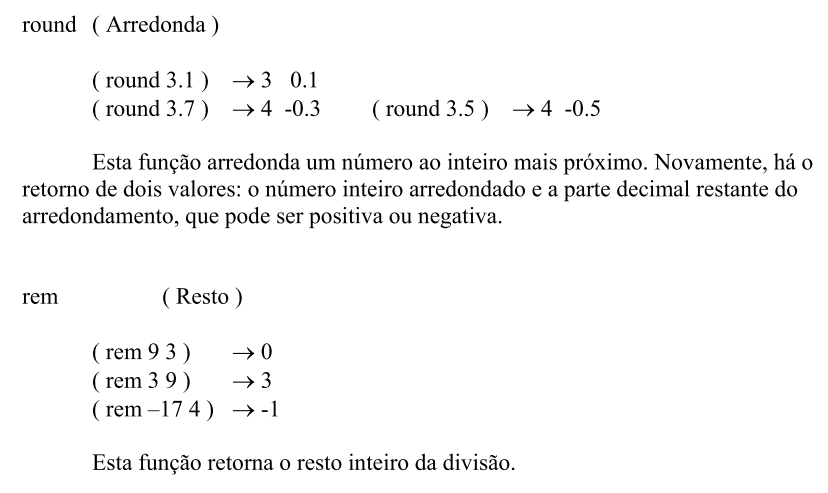 round ( Arredonda )
( round 3.1 ) → 3 0.1
( round 3.7 ) → 4 -0.3 ( round 3.5 ) → 4 -0.5
Esta função arredonda um número ao inteiro mais próximo. Novamente, há o
retorno de dois valores: o número inteiro arredondado e a parte decimal restante do
arredondamento, que pode ser positiva ou negativa.
rem ( Resto )
( rem 9 3 ) → 0
( rem 3 9 ) → 3
( rem –17 4 ) → -1
Esta função retorna o resto inteiro da divisão.